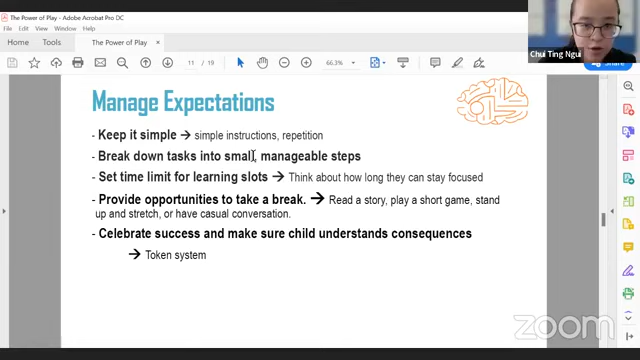 The Power of Play - Adobe Acrobat Pro DC
File Edit View Window Help
Home Tools The Power of Play ×
11 / 19 66.3%
Chui Ting Ngui
Manage Expectations
- Keep it simple → simple instructions, repetition
- Break down tasks into small, manageable steps
- Set time limit for learning slots → Think about how long they can stay focused
- Provide opportunities to take a break. → Read a story, play a short game, stand
up and stretch, or have casual conversation.
- Celebrate success and make sure child understands consequences
→ Token system
zoom